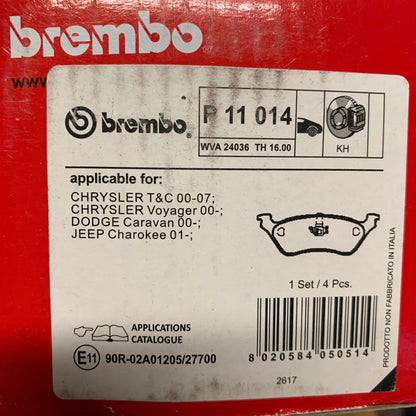 brembo
www.
brembo
P 11 014
WVA 24036 TH 16.00
KH
applicable for:
CHRYSLER T&C 00-07;
CHRYSLER Voyager 00-;
DODGE Caravan 00-;
JEEP Charokee 01-;
1 Set / 4 Pcs.
APPLICATIONS
CATALOGUE
E11 90R-02A01205/27700
8 020584 050514
2617
PRODOTTO NON FABBRICATO IN ITALIA